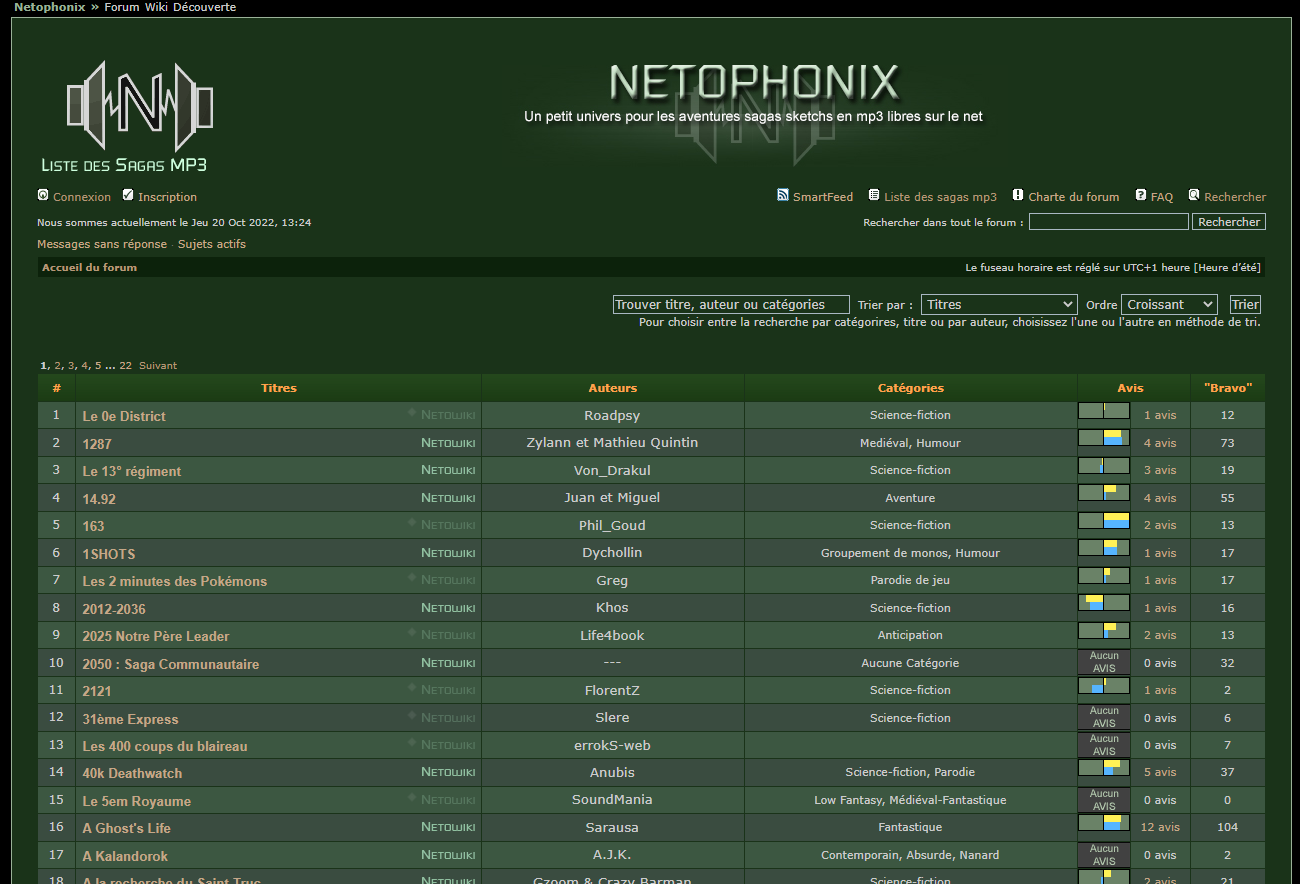 Netophonix » Forum Wiki Découverte
N
NETOPHONIX
Un petit univers pour les aventures sagas sketchs en mp3 libres sur le net
Liste des Sagas MP3
Connexion Inscription
SmartFeed Liste des sagas mp3 Charte du forum FAQ Rechercher
Nous sommes actuellement le Jeu 20 Oct 2022, 13:24
Rechercher dans tout le forum : Rechercher
Messages sans réponse · Sujets actifs
Accueil du forum
Le fuseau horaire est réglé sur UTC+1 heure [Heure d'été]
Trouver titre, auteur ou catégories Trier par : Titres Ordre Croissant Trier
Pour choisir entre la recherche par catégorires, titre ou par auteur, choisissez l'une ou l'autre en méthode de tri.
1, 2, 3, 4, 5 ... 22 Suivant
# Titres Auteurs Catégories Avis "Bravo"
1 Le 0e District Netowiki Roadpsy Science-fiction 1 avis 12
2 1287 Netowiki Zylann et Mathieu Quintin Mediéval, Humour 4 avis 73
3 Le 13° régiment Netowiki Von_Drakul Science-fiction 3 avis 19
4 14.92 Netowiki Juan et Miguel Aventure 4 avis 55
5 163 Netowiki Phil_Goud Science-fiction 2 avis 13
6 1SHOTS Netowiki Dychollin Groupement de monos, Humour 1 avis 17
7 Les 2 minutes des Pokémons Netowiki Greg Parodie de jeu 1 avis 17
8 2012-2036 Netowiki Khos Science-fiction 1 avis 16
9 2025 Notre Père Leader Netowiki Life4book Anticipation 2 avis 13
10 2050 : Saga Communautaire Netowiki --- Aucune Catégorie Aucun AVIS 0 avis 32
11 2121 Netowiki FlorentZ Science-fiction 1 avis 2
12 31ème Express Netowiki Slere Science-fiction Aucun AVIS 0 avis 6
13 Les 400 coups du blaireau Netowiki errokS-web Aucun AVIS 0 avis 7
14 40k Deathwatch Netowiki Anubis Science-fiction, Parodie 5 avis 37
15 Le 5em Royaume Netowiki SoundMania Low Fantasy, Médiéval-Fantastique Aucun AVIS 0 avis 0
16 A Ghost's Life Netowiki Sarausa Fantastique 12 avis 104
17 A Kalandorok Netowiki A.J.K. Contemporain, Absurde, Nanard Aucun AVIS 0 avis 2
18 A la recherche du Saint Truc Netowiki Gzoom & Crazy Barman Science-fiction 2 avis 21